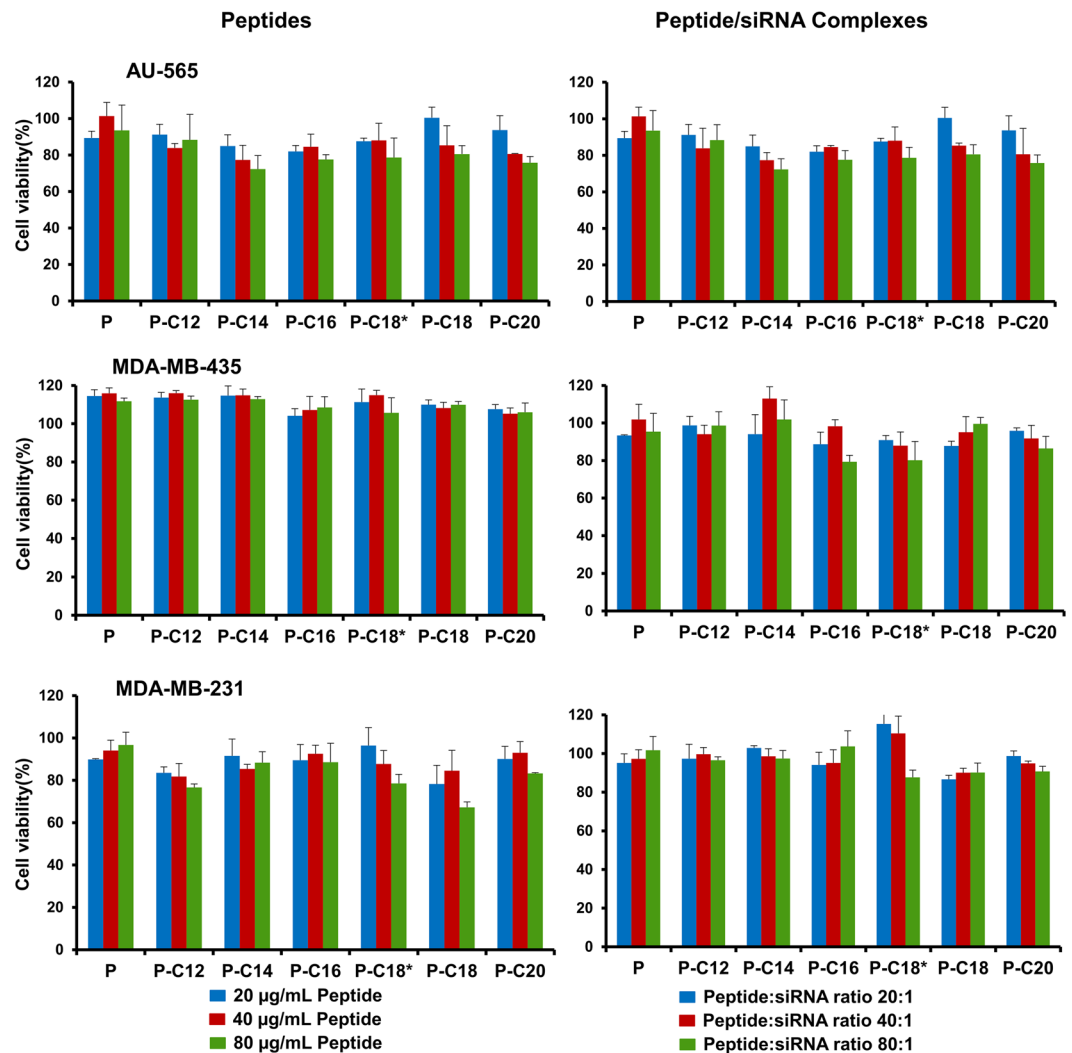 Peptides
Peptide/siRNA Complexes
AU-565
Cell viability(%)
120
100
80
60
40
20
0
P P-C12 P-C14 P-C16 P-C18* P-C18 P-C20
120
100
80
60
40
20
0
P P-C12 P-C14 P-C16 P-C18* P-C18 P-C20
MDA-MB-435
Cell viability(%)
120
100
80
60
40
20
0
P P-C12 P-C14 P-C16 P-C18* P-C18 P-C20
120
100
80
60
40
20
0
P P-C12 P-C14 P-C16 P-C18* P-C18 P-C20
MDA-MB-231
Cell viability(%)
120
100
80
60
40
20
0
P P-C12 P-C14 P-C16 P-C18* P-C18 P-C20
120
100
80
60
40
20
0
P P-C12 P-C14 P-C16 P-C18* P-C18 P-C20
20 µg/mL Peptide
40 µg/mL Peptide
80 µg/mL Peptide
Peptide:siRNA ratio 20:1
Peptide:siRNA ratio 40:1
Peptide:siRNA ratio 80:1